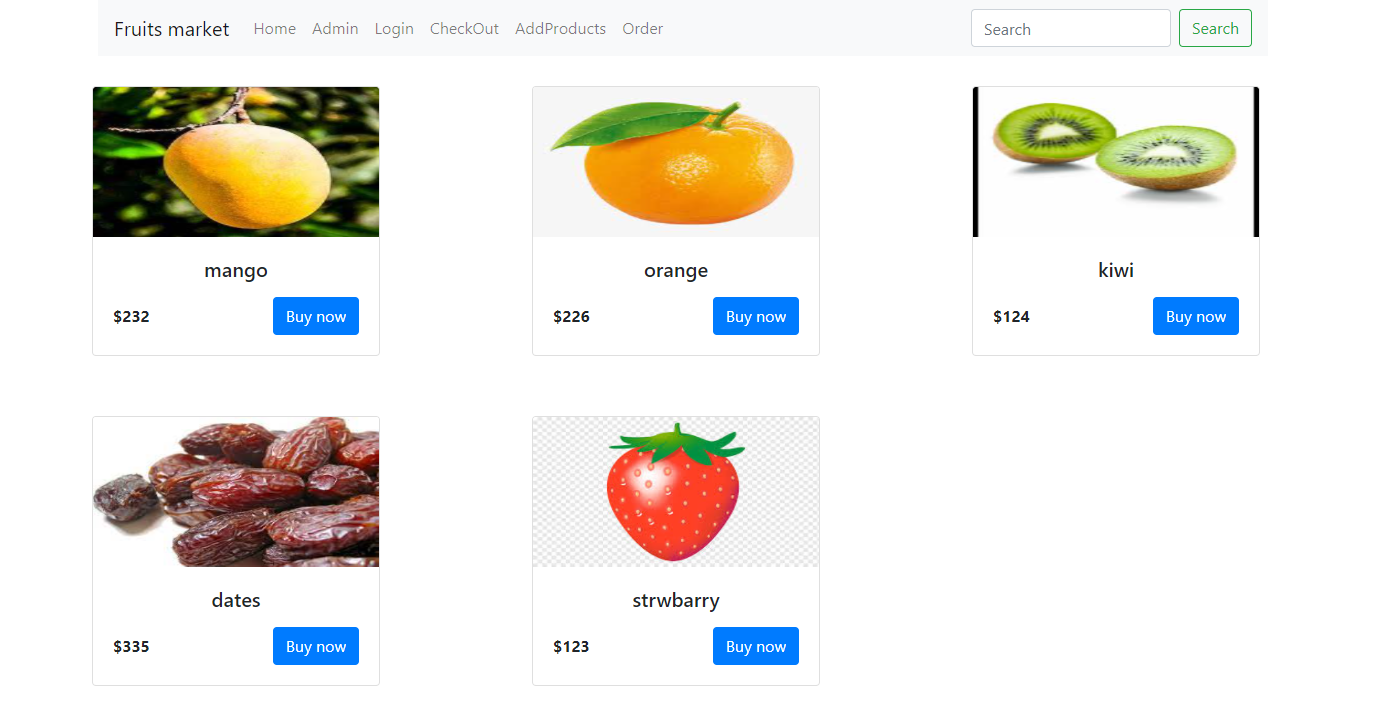 Fruits market Home Admin Login CheckOut AddProducts Order Search Search
mango orange kiwi
$232 Buy now $226 Buy now $124 Buy now
dates strwbarry
$335 Buy now $123 Buy now